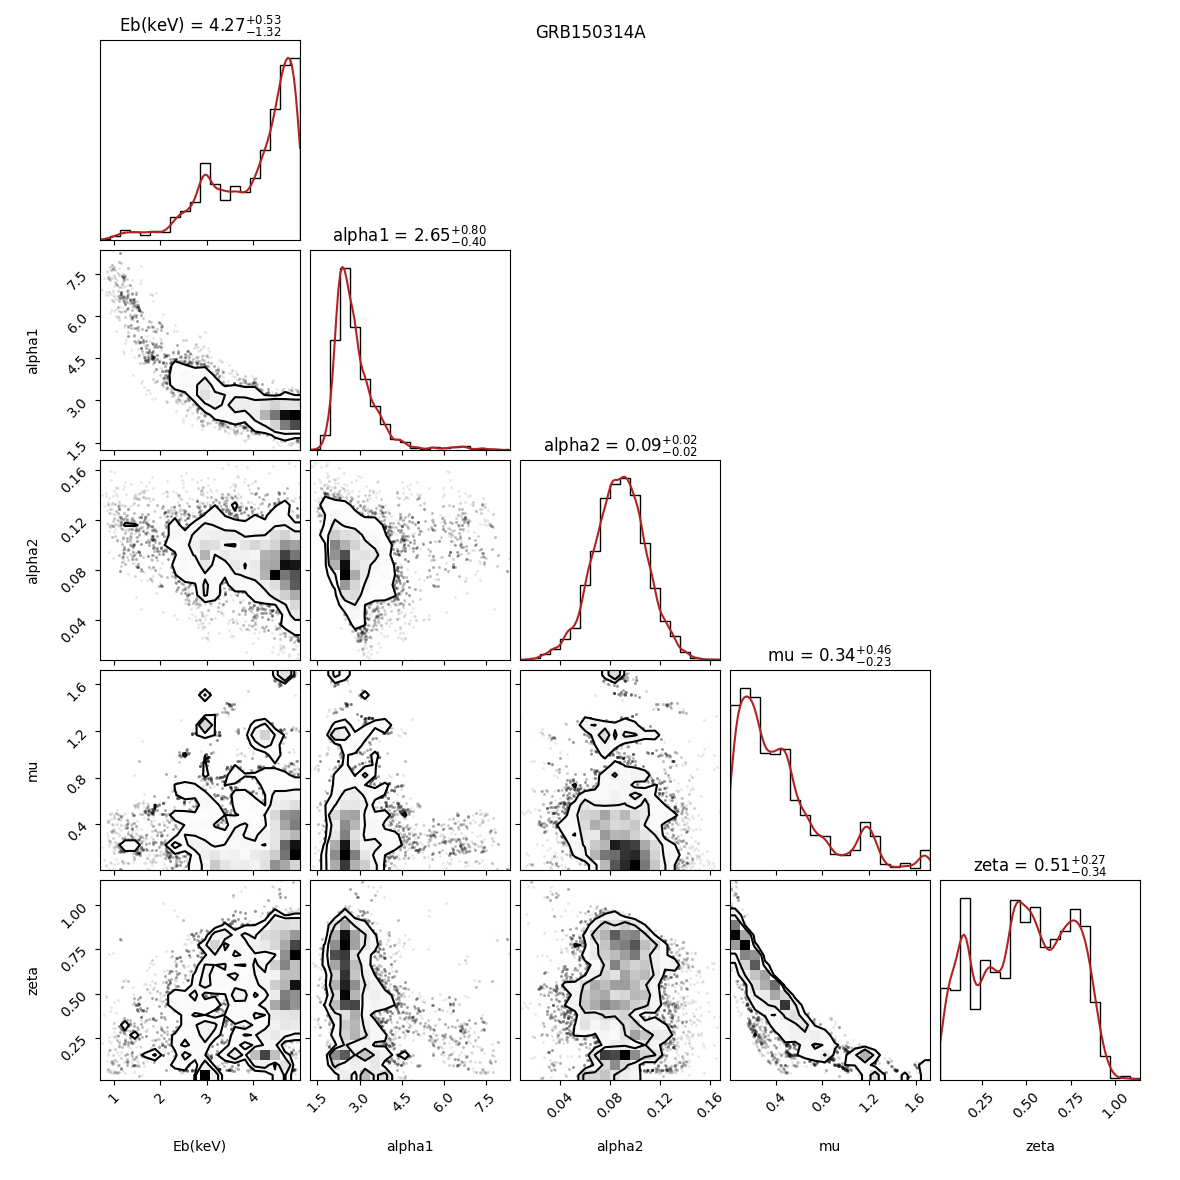 GRB150314A
Eb(keV) = 4.27+0.53 −1.32
alpha1 = 2.65+0.80 −0.40
7.5
6.0
4.5
3.0
1.5
alpha1
alpha2 = 0.09+0.02 −0.02
0.16
0.12
0.08
0.04
alpha2
mu = 0.34+0.46 −0.23
1.6
1.2
0.8
0.4
mu
zeta = 0.51+0.27 −0.34
1.00
0.75
0.50
0.25
zeta
1 2 3 4 1.5 3.0 4.5 6.0 7.5 0.04 0.08 0.12 0.16 0.4 0.8 1.2 1.6 0.25 0.50 0.75 1.00
Eb(keV) alpha1 alpha2 mu zeta